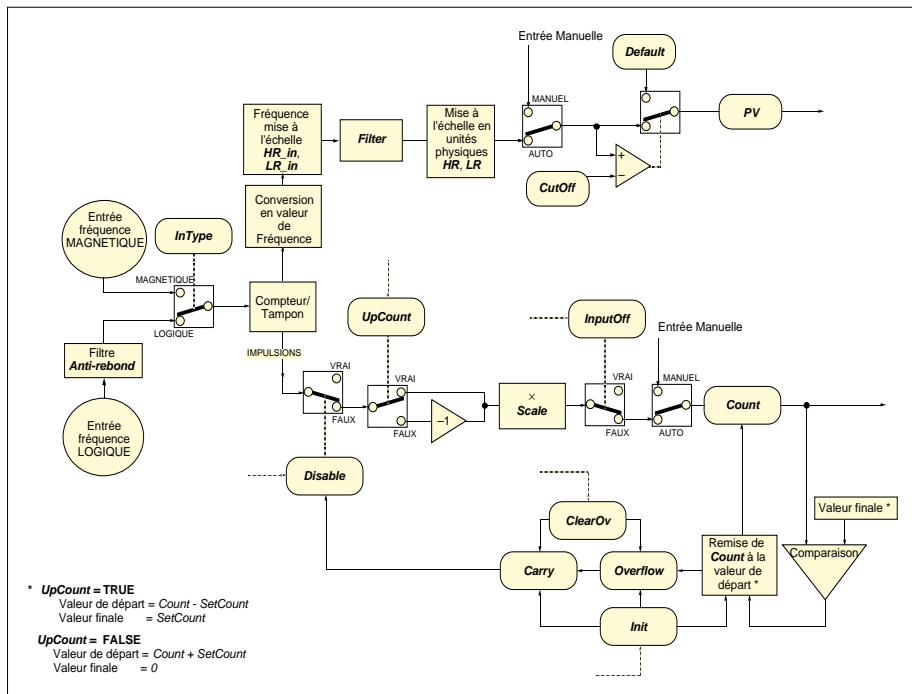 Entrée Manuelle
Default
MANUEL
AUTO
PV
Fréquence
mise à
l'échelle
HR_in,
LR_in
Filter
Mise à
l'échelle en
unités
physiques
HR, LR
+
–
CutOff
Conversion
en valeur
de
Fréquence
Entrée
fréquence
MAGNETIQUE
InType
MAGNETIQUE
LOGIQUE
Compteur/
Tampon
IMPULSIONS
Filtre
Anti-rebond
Entrée
fréquence
LOGIQUE
UpCount
InputOff
Entrée Manuelle
VRAI
FAUX
VRAI
FAUX
–1
×
Scale
VRAI
FAUX
MANUEL
AUTO
Count
Disable
ClearOv
Carry
Overflow
Init
Remise de
Count à la
valeur de
départ *
Valeur finale *
Comparaison
* UpCount = TRUE
Valeur de départ = Count - SetCount
Valeur finale = SetCount
UpCount = FALSE
Valeur de départ = Count + SetCount
Valeur finale = 0